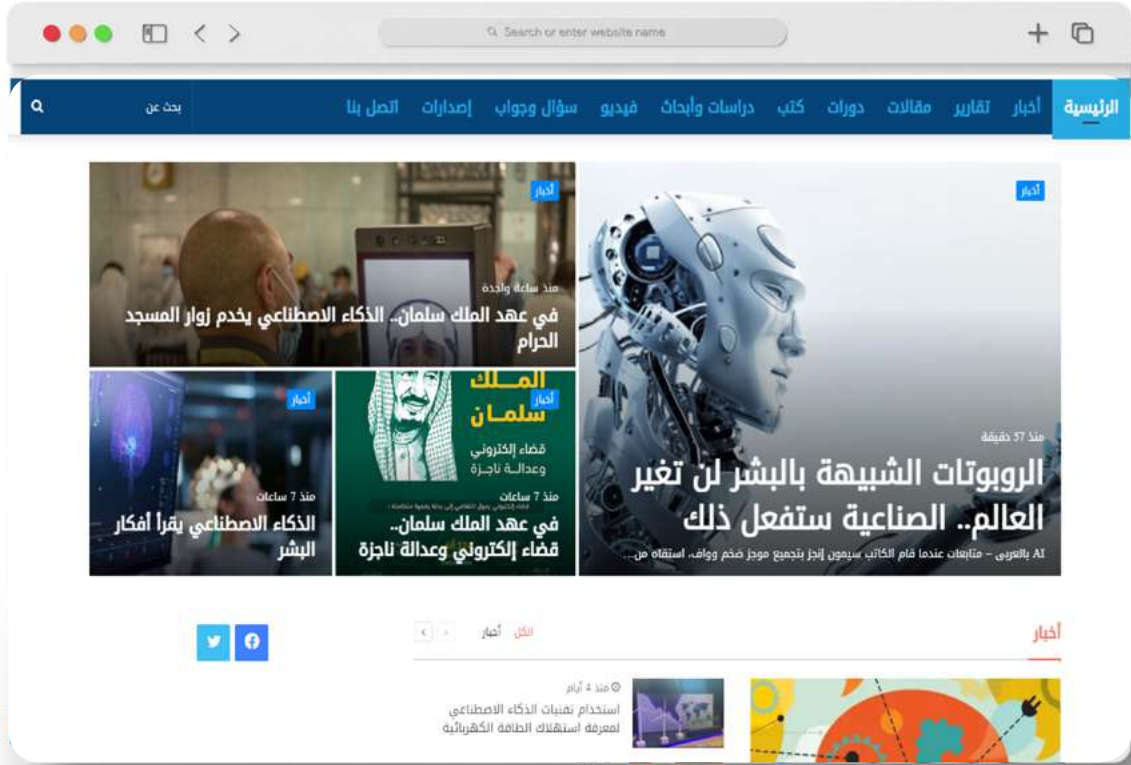 Search or enter website name
الرئيسية
أخبار
تقارير
مقالات
دورات
كتب
دراسات وأبحاث
فيديو
سؤال وجواب
إصدارات
اتصل بنا
بحث عن
أخبار
منذ 57 دقيقة
الروبوتات الشبيهة بالبشر لن تغير
العالم.. الصناعية ستفعل ذلك
AI بالعربي – متابعات عندما قام الكاتب سيمون إنجز بتجميع موجز ضخم وواف، استقاه من...
أخبار
منذ ساعة واحدة
في عهد الملك سلمان.. الذكاء الاصطناعي يخدم زوار المسجد
الحرام
الملك
أخبار
سلمان
قضاء إلكتروني
وعدالة ناجزة
منذ 7 ساعات
في عهد الملك سلمان..
قضاء إلكتروني وعدالة ناجزة
أخبار
منذ 7 ساعات
الذكاء الاصطناعي يقرأ أفكار
البشر
أخبار
الكل
أخبار
منذ 4 أيام
استخدام تقنيات الذكاء الاصطناعي
لمعرفة استهلاك الطاقة الكهربائية